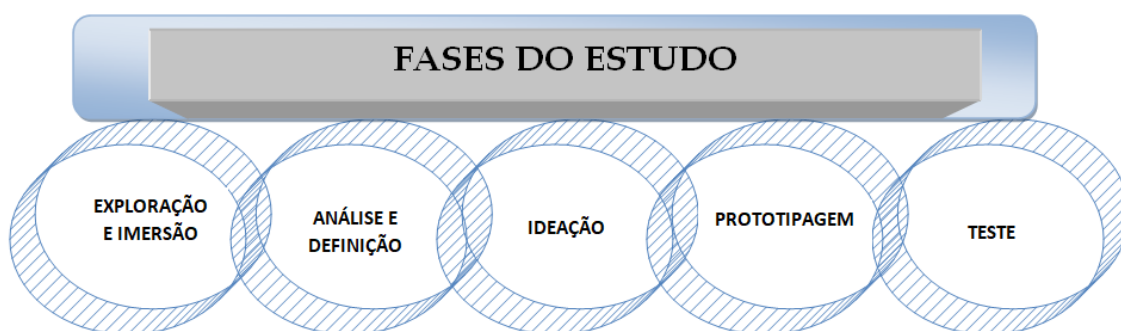 FASES DO ESTUDO
EXPLORAÇÃO
E IMERSÃO
ANÁLISE E
DEFINIÇÃO
IDEAÇÃO
PROTOTIPAGEM
TESTE